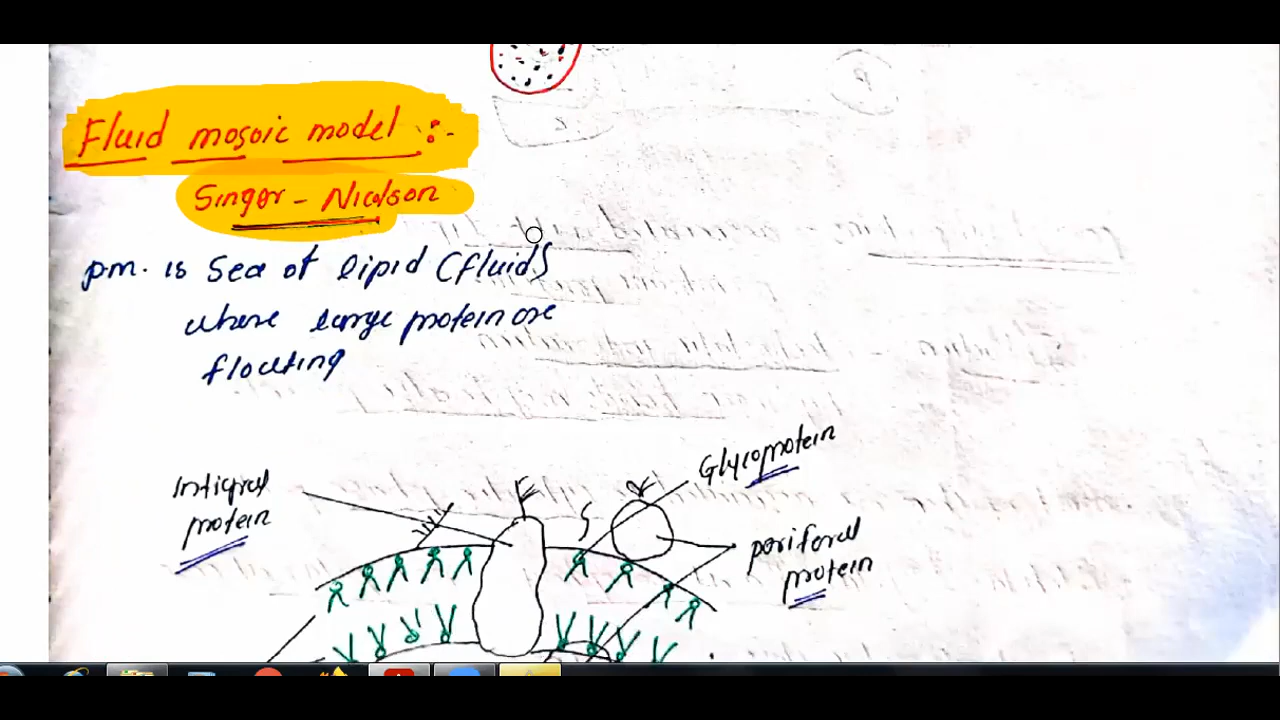 Fluid mosaic model :-
Singer - Nicolson
p.m. is Sea of lipid (fluid)
where large protein are
floating
Intigral
protein
Glycoprotein
periferal
protein